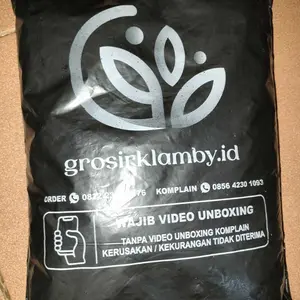 grosirklamby.id
ORDER
KOMPLAIN 0856 4230 1093
WAJIB VIDEO UNBOXING
TANPA VIDEO UNBOXING KOMPLAIN
KERUSAKAN / KEKURANGAN TIDAK DITERIMA